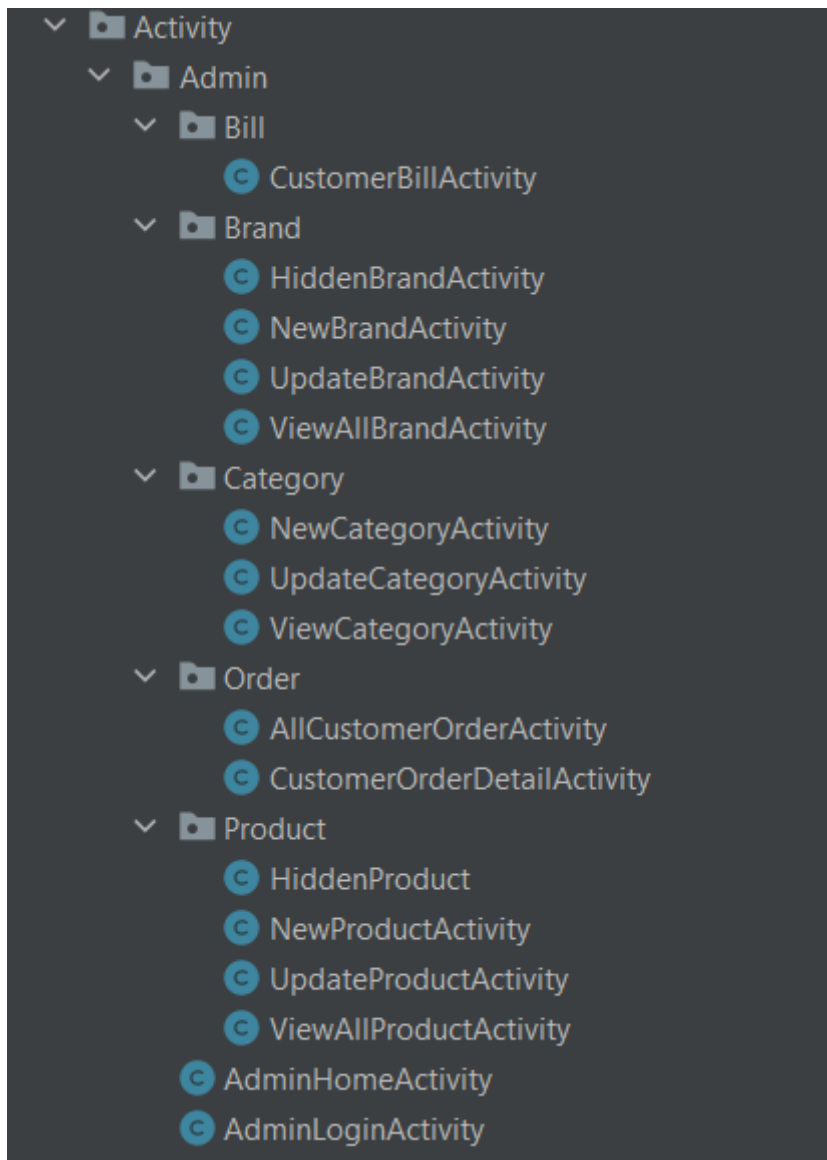 Activity
Admin
Bill
CustomerBillActivity
Brand
HiddenBrandActivity
NewBrandActivity
UpdateBrandActivity
ViewAllBrandActivity
Category
NewCategoryActivity
UpdateCategoryActivity
ViewCategoryActivity
Order
AllCustomerOrderActivity
CustomerOrderDetailActivity
Product
HiddenProduct
NewProductActivity
UpdateProductActivity
ViewAllProductActivity
AdminHomeActivity
AdminLoginActivity